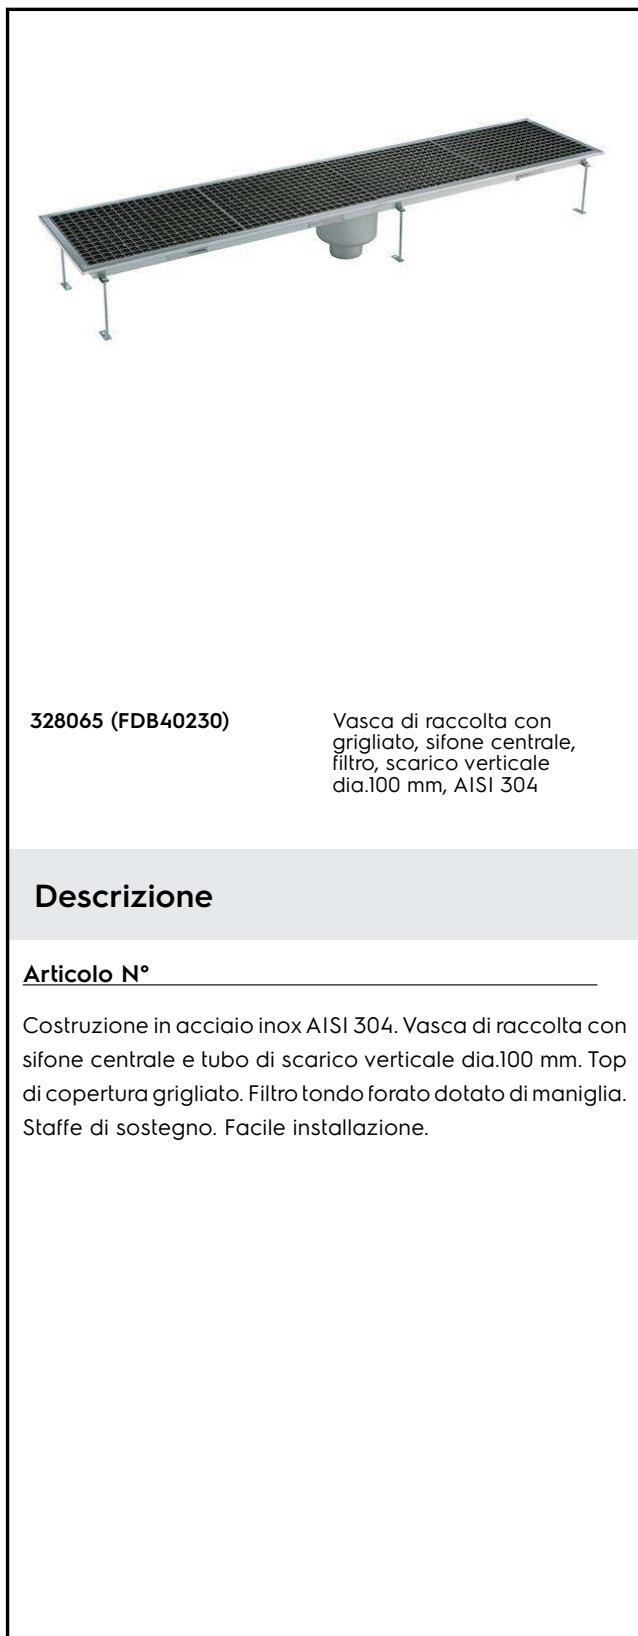 328065 (FDB40230)
Vasca di raccolta con
grigliato, sifone centrale,
filtro, scarico verticale
dia.100 mm, AISI 304
Descrizione
Articolo N°
Costruzione in acciaio inox AISI 304. Vasca di raccolta con
sifone centrale e tubo di scarico verticale dia.100 mm. Top
di copertura grigliato. Filtro tondo forato dotato di maniglia.
Staffe di sostegno. Facile installazione.